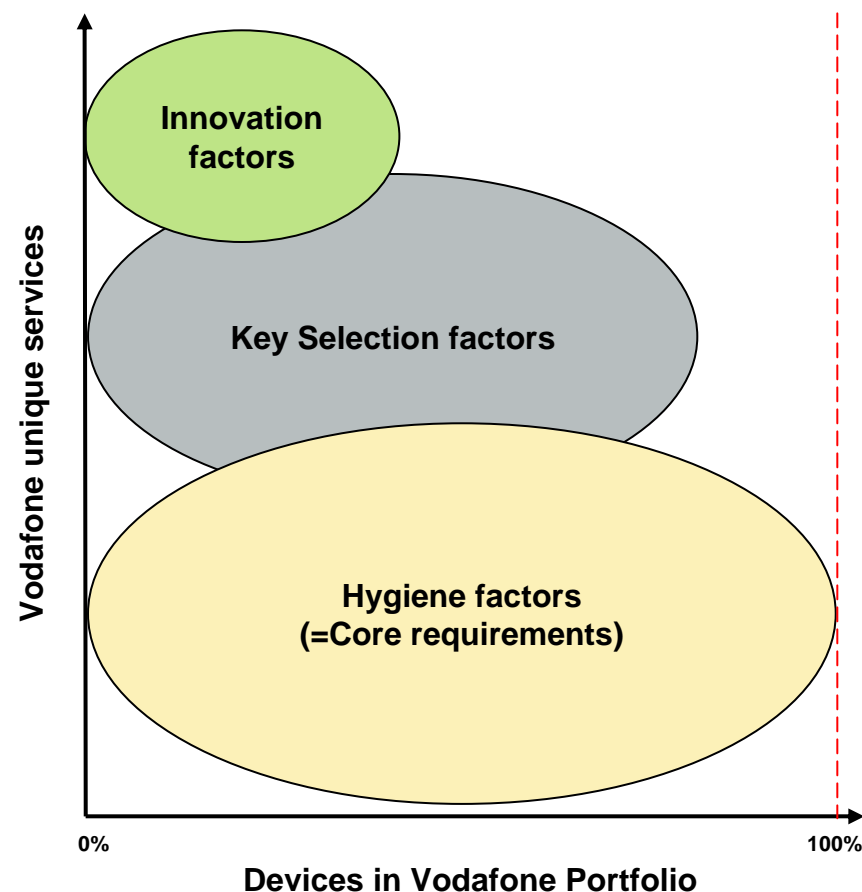 Innovation
factors
Key Selection factors
Hygiene factors
(=Core requirements)
Vodafone unique services
0%
100%
Devices in Vodafone Portfolio